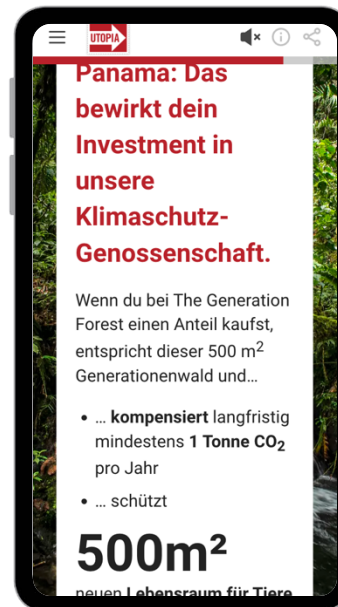 UTOPIA
Panama: Das
bewirkt dein
Investment in
unsere
Klimaschutz-
Genossenschaft.
Wenn du bei The Generation
Forest einen Anteil kaufst,
entspricht dieser 500 m²
Generationenwald und…
• … kompensiert langfristig
mindestens 1 Tonne CO₂
pro Jahr
• … schützt
500m²
neuen Lebensraum für Tiere